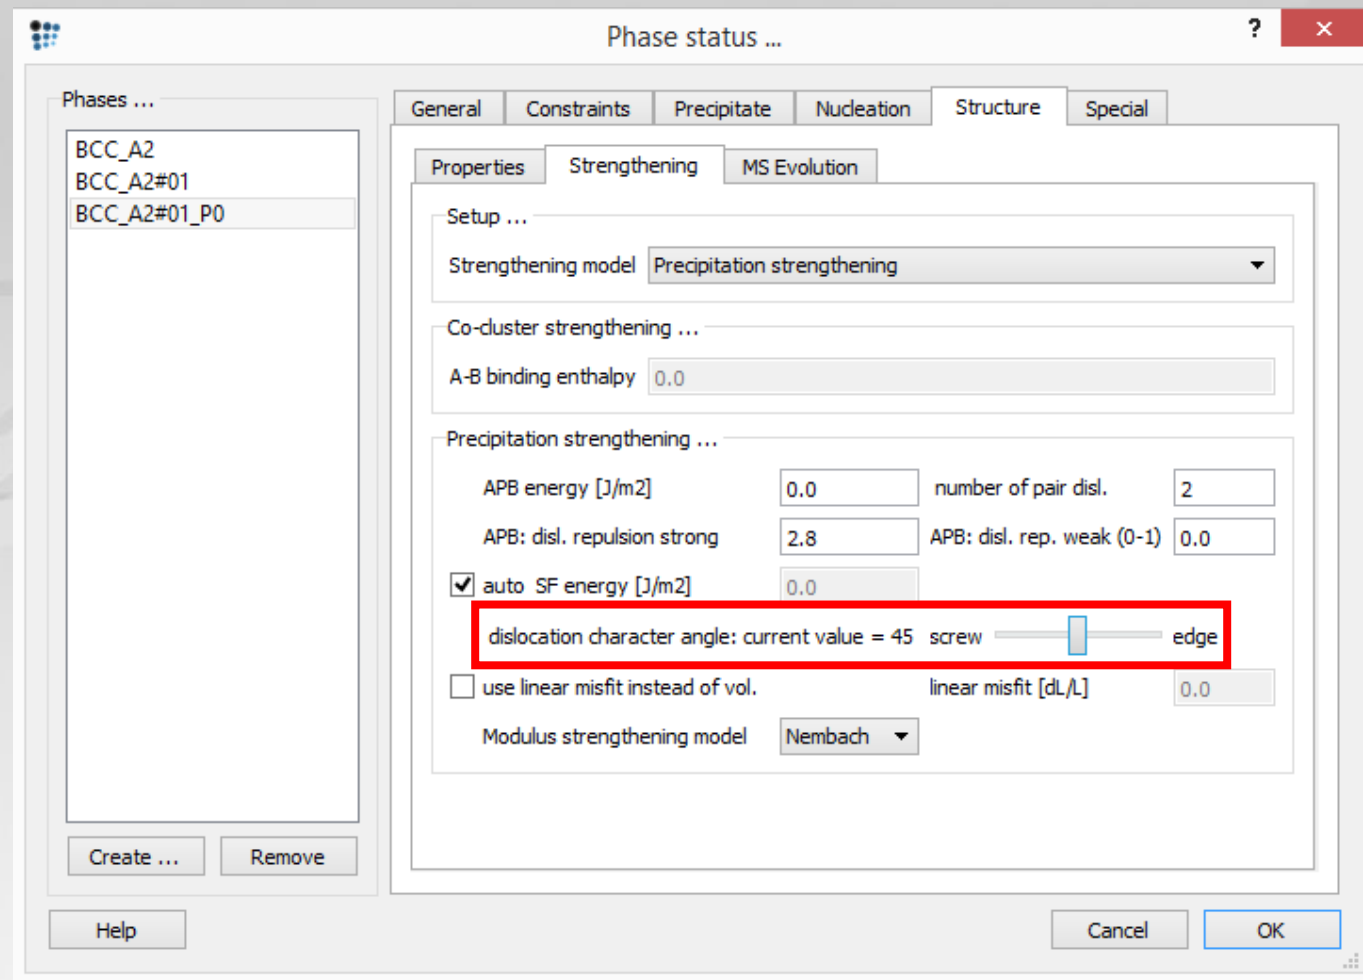 Phase status ...
?
Phases ...
BCC_A2
BCC_A2#01
BCC_A2#01_P0
Create ...
Remove
General
Constraints
Precipitate
Nucleation
Structure
Special
Properties
Strengthening
MS Evolution
Setup ...
Strengthening model
Precipitation strengthening
Co-cluster strengthening ...
A-B binding enthalpy
0.0
Precipitation strengthening ...
APB energy [J/m2]
0.0
number of pair disl.
2
APB: disl. repulsion strong
2.8
APB: disl. rep. weak (0-1)
0.0
auto SF energy [J/m2]
0.0
dislocation character angle: current value = 45
screw
edge
use linear misfit instead of vol.
linear misfit [dL/L]
0.0
Modulus strengthening model
Nembach
Help
Cancel
OK